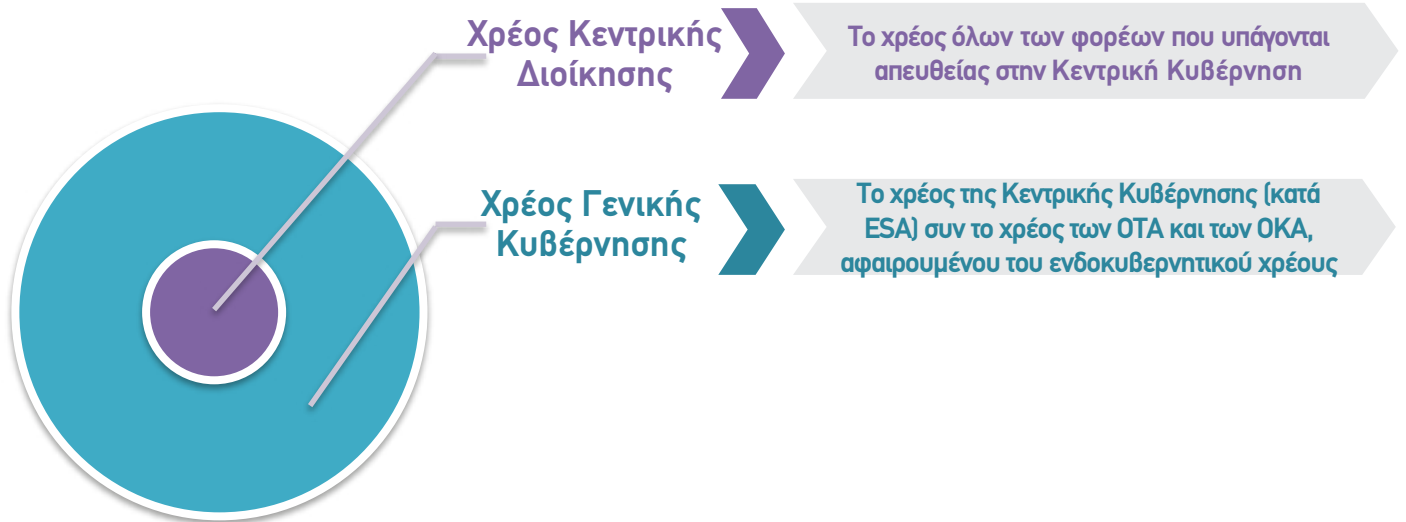 Χρέος Κεντρικής
Διοίκησης
Το χρέος όλων των φορέων που υπάγονται
απευθείας στην Κεντρική Κυβέρνηση
Χρέος Γενικής
Κυβέρνησης
Το χρέος της Κεντρικής Κυβέρνησης (κατά
ESA) συν το χρέος των ΟΤΑ και των ΟΚΑ,
αφαιρουμένου του ενδοκυβερνητικού χρέους